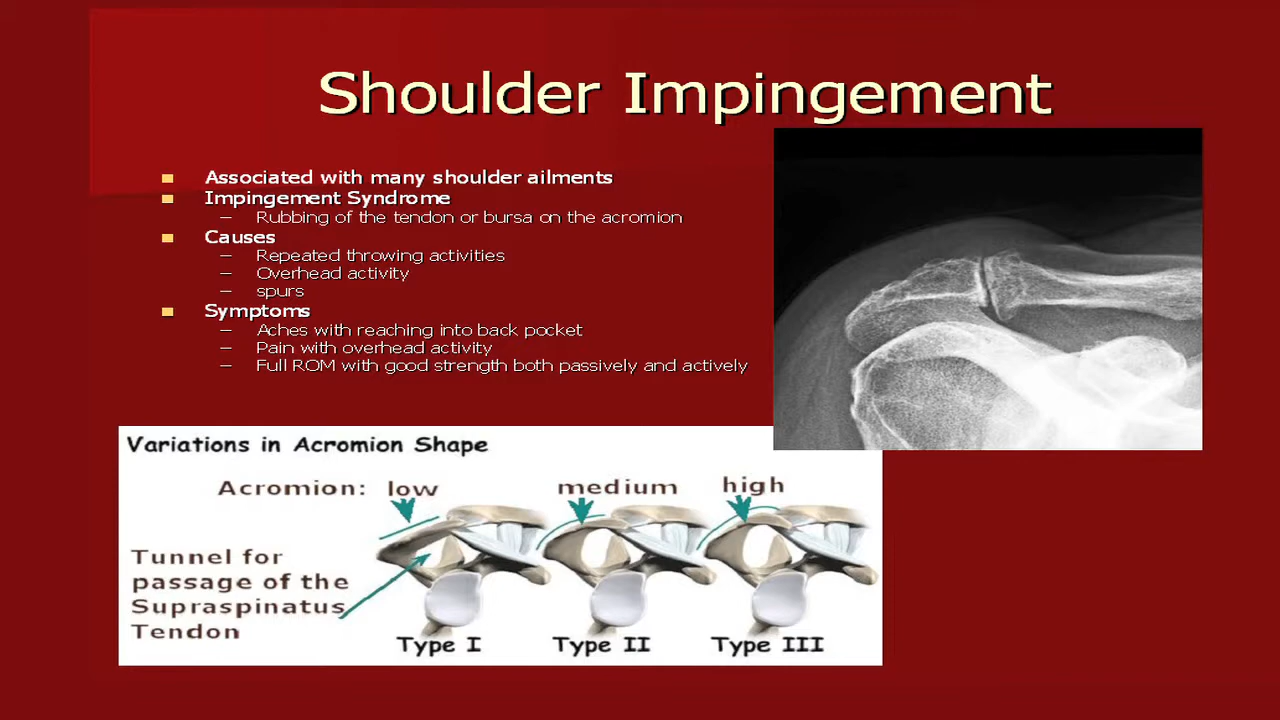 Shoulder Impingement
■ Associated with many shoulder ailments
■ Impingement Syndrome
– Rubbing of the tendon or bursa on the acromion
■ Causes
– Repeated throwing activities
– Overhead activity
– spurs
■ Symptoms
– Aches with reaching into back pocket
– Pain with overhead activity
– Full ROM with good strength both passively and actively
Variations in Acromion Shape
Acromion: low medium high
Tunnel for
passage of the
Supraspinatus
Tendon
Type I Type II Type III